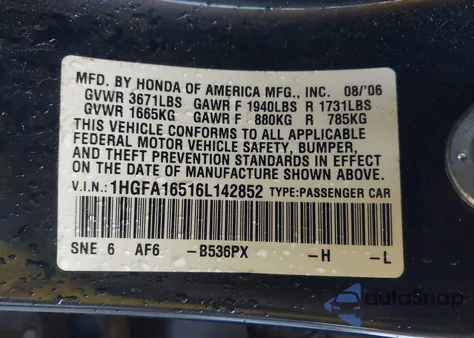 MFD. BY HONDA OF AMERICA MFG., INC. 08/'06
GVWR 3671LBS GAWR F 1940LBS R 1731LBS
GVWR 1665KG GAWR F 880KG R 785KG
THIS VEHICLE CONFORMS TO ALL APPLICABLE
FEDERAL MOTOR VEHICLE SAFETY, BUMPER,
AND THEFT PREVENTION STANDARDS IN EFFECT
ON THE DATE OF MANUFACTURE SHOWN ABOVE.
V.I.N.: 1HGFA16516L142852 TYPE:PASSENGER CAR
SNE 6 AF6 -B536PX -H -L
autoSnap